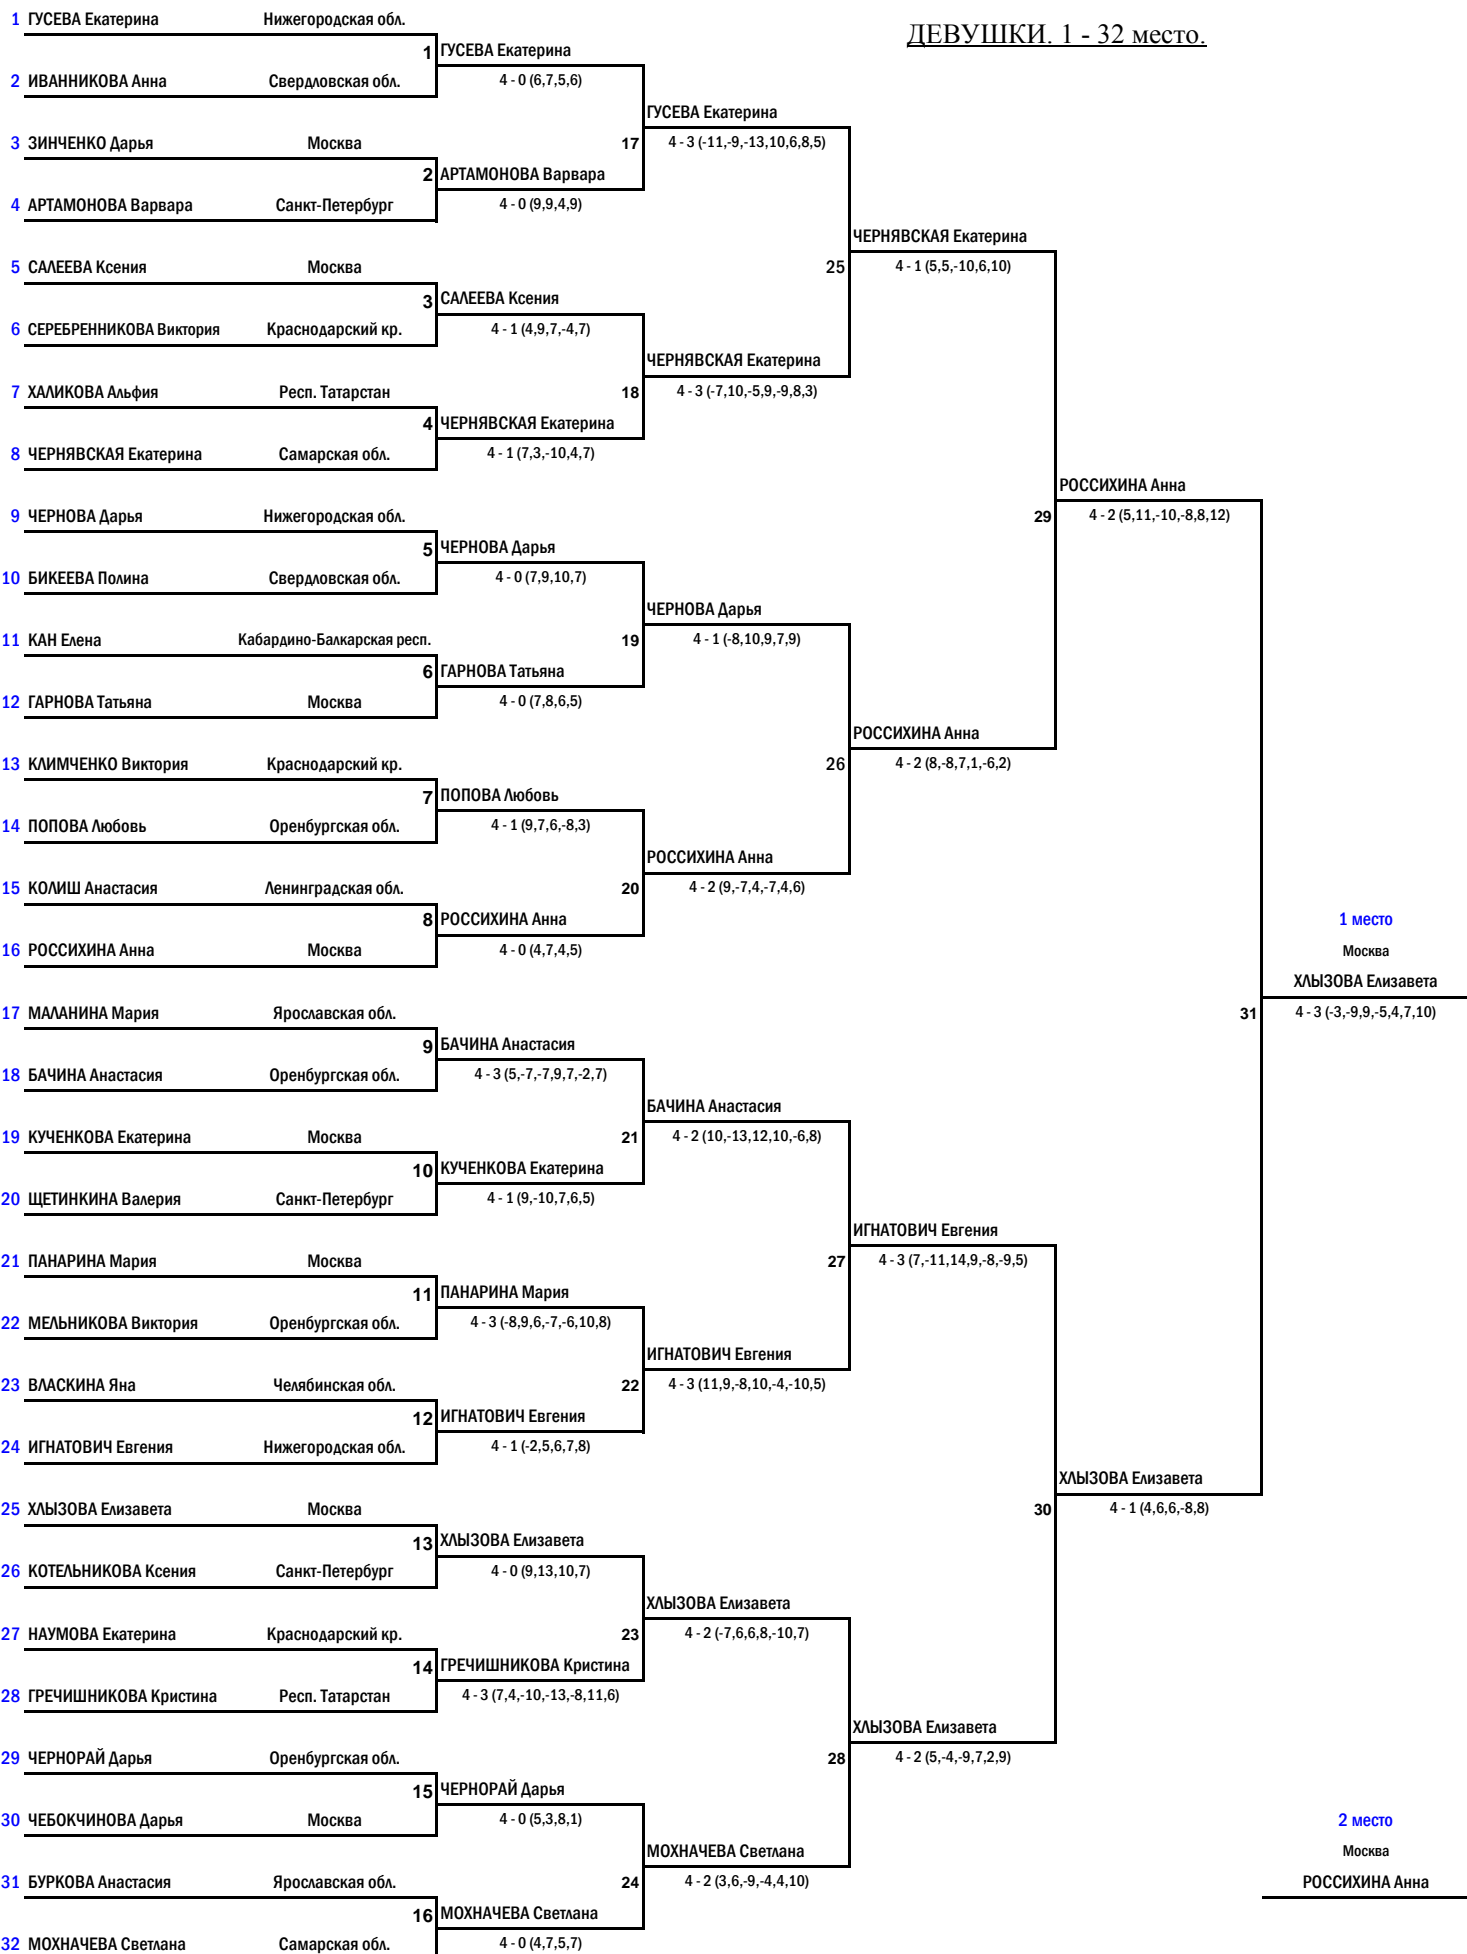 ДЕВУШКИ. 1 - 32 место.
1 ГУСЕВА Екатерина Нижегородская обл.
1 ГУСЕВА Екатерина
2 ИВАННИКОВА Анна Свердловская обл. 4 - 0 (6,7,5,6)
ГУСЕВА Екатерина
3 ЗИНЧЕНКО Дарья Москва 17 4 - 3 (-11,-9,-13,10,6,8,5)
2 АРТАМОНОВА Варвара
4 АРТАМОНОВА Варвара Санкт-Петербург 4 - 0 (9,9,4,9)
ЧЕРНЯВСКАЯ Екатерина
5 САЛЕЕВА Ксения Москва 25 4 - 1 (5,5,-10,6,10)
3 САЛЕЕВА Ксения
6 СЕРЕБРЕННИКОВА Виктория Краснодарский кр. 4 - 1 (4,9,7,-4,7)
ЧЕРНЯВСКАЯ Екатерина
7 ХАЛИКОВА Альфия Респ. Татарстан 18 4 - 3 (-7,10,-5,9,-9,8,3)
4 ЧЕРНЯВСКАЯ Екатерина
8 ЧЕРНЯВСКАЯ Екатерина Самарская обл. 4 - 1 (7,3,-10,4,7)
РОССИХИНА Анна
9 ЧЕРНОВА Дарья Нижегородская обл. 29 4 - 2 (5,11,-10,-8,8,12)
5 ЧЕРНОВА Дарья
10 БИКЕЕВА Полина Свердловская обл. 4 - 0 (7,9,10,7)
ЧЕРНОВА Дарья
11 КАН Елена Кабардино-Балкарская респ. 19 4 - 1 (-8,10,9,7,9)
6 ГАРНОВА Татьяна
12 ГАРНОВА Татьяна Москва 4 - 0 (7,8,6,5)
РОССИХИНА Анна
13 КЛИМЧЕНКО Виктория Краснодарский кр. 26 4 - 2 (8,-8,7,1,-6,2)
7 ПОПОВА Любовь
14 ПОПОВА Любовь Оренбургская обл. 4 - 1 (9,7,6,-8,3)
РОССИХИНА Анна
15 КОЛИШ Анастасия Ленинградская обл. 20 4 - 2 (9,-7,4,-7,4,6)
8 РОССИХИНА Анна 1 место
16 РОССИХИНА Анна Москва 4 - 0 (4,7,4,5) Москва
ХЛЫЗОВА Елизавета
17 МАЛАНИНА Мария Ярославская обл. 31 4 - 3 (-3,-9,9,-5,4,7,10)
9 БАЧИНА Анастасия
18 БАЧИНА Анастасия Оренбургская обл. 4 - 3 (5,-7,-7,9,7,-2,7)
БАЧИНА Анастасия
19 КУЧЕНКОВА Екатерина Москва 21 4 - 2 (10,-13,12,10,-6,8)
10 КУЧЕНКОВА Екатерина
20 ЩЕТИНКИНА Валерия Санкт-Петербург 4 - 1 (9,-10,7,6,5)
ИГНАТОВИЧ Евгения
21 ПАНАРИНА Мария Москва 27 4 - 3 (7,-11,14,9,-8,-9,5)
11 ПАНАРИНА Мария
22 МЕЛЬНИКОВА Виктория Оренбургская обл. 4 - 3 (-8,9,6,-7,-6,10,8)
ИГНАТОВИЧ Евгения
23 ВЛАСКИНА Яна Челябинская обл. 22 4 - 3 (11,9,-8,10,-4,-10,5)
12 ИГНАТОВИЧ Евгения
24 ИГНАТОВИЧ Евгения Нижегородская обл. 4 - 1 (-2,5,6,7,8)
ХЛЫЗОВА Елизавета
25 ХЛЫЗОВА Елизавета Москва 30 4 - 1 (4,6,6,-8,8)
13 ХЛЫЗОВА Елизавета
26 КОТЕЛЬНИКОВА Ксения Санкт-Петербург 4 - 0 (9,13,10,7)
ХЛЫЗОВА Елизавета
27 НАУМОВА Екатерина Краснодарский кр. 23 4 - 2 (-7,6,6,8,-10,7)
14 ГРЕЧИШНИКОВА Кристина
28 ГРЕЧИШНИКОВА Кристина Респ. Татарстан 4 - 3 (7,4,-10,-13,-8,11,6)
ХЛЫЗОВА Елизавета
29 ЧЕРНОРАЙ Дарья Оренбургская обл. 28 4 - 2 (5,-4,-9,7,2,9)
15 ЧЕРНОРАЙ Дарья
30 ЧЕБОКЧИНОВА Дарья Москва 4 - 0 (5,3,8,1) 2 место
МОХНАЧЕВА Светлана Москва
31 БУРКОВА Анастасия Ярославская обл. 24 4 - 2 (3,6,-9,-4,4,10) РОССИХИНА Анна
16 МОХНАЧЕВА Светлана
32 МОХНАЧЕВА Светлана Самарская обл. 4 - 0 (4,7,5,7)